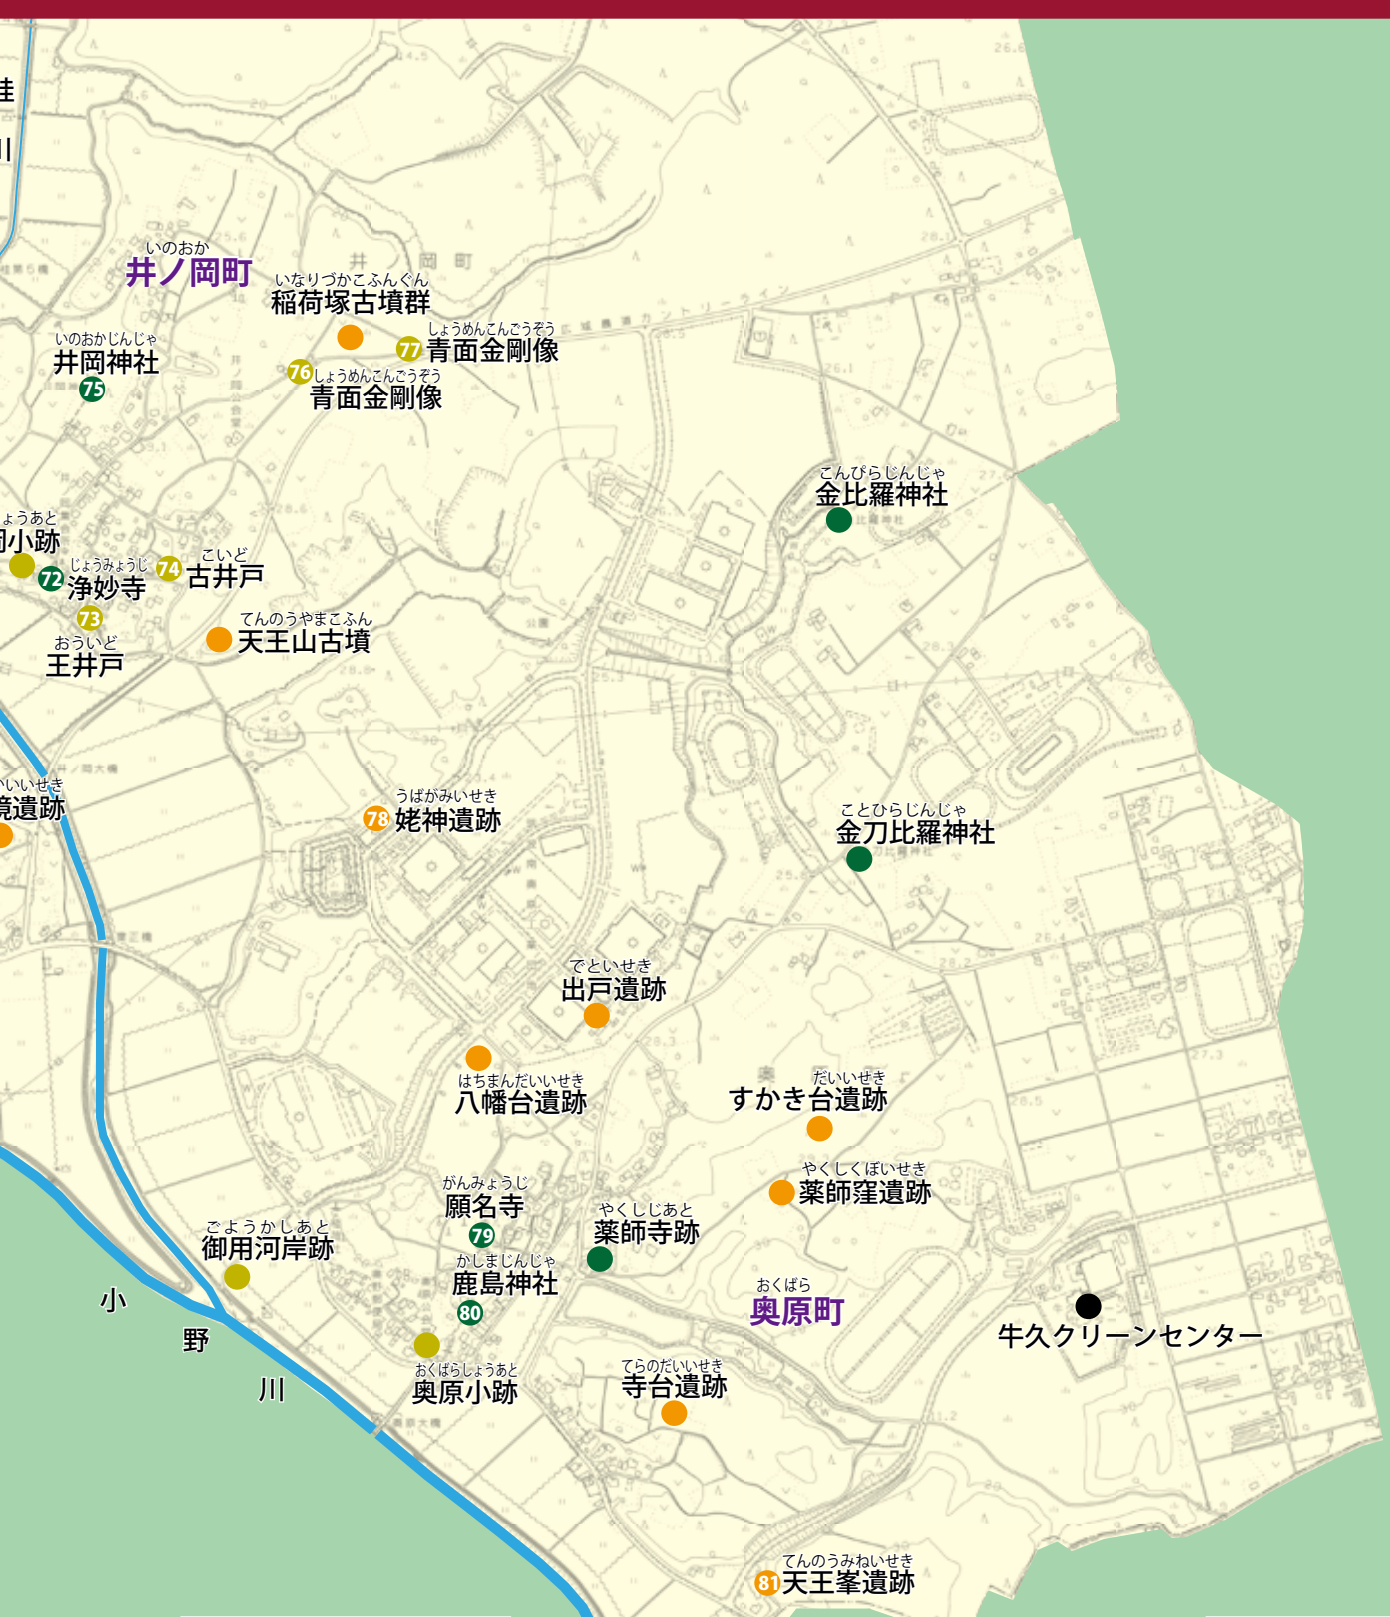 桂
川
いのおか
井ノ岡町
井 岡 町
いなりづかこふんぐん
稲荷塚古墳群
しょうめんこんごうぞう
77 青面金剛像
76
しょうめんこんごうぞう
青面金剛像
いのおかじんじゃ
井岡神社
75
こんぴらじんじゃ
金比羅神社
ょうあと
岡小跡
72
じょうみょうじ
浄妙寺
74
こいど
古井戸
73
おういど
王井戸
てんのうやまこふん
天王山古墳
いいせき
境遺跡
78
うばがみいせき
姥神遺跡
ことひらじんじゃ
金刀比羅神社
でといせき
出戸遺跡
はちまんだいいせき
八幡台遺跡
だいいせき
すかき台遺跡
やくしくぼいせき
薬師窪遺跡
がんみょうじ
願名寺
79
やくしじあと
薬師寺跡
かしまじんじゃ
鹿島神社
80
ごようかしあと
御用河岸跡
おくばら
奥原町
牛久クリーンセンター
小
野
川
おくばらしょうあと
奥原小跡
てらのだいいせき
寺台遺跡
てんのうみねいせき
81 天王峯遺跡